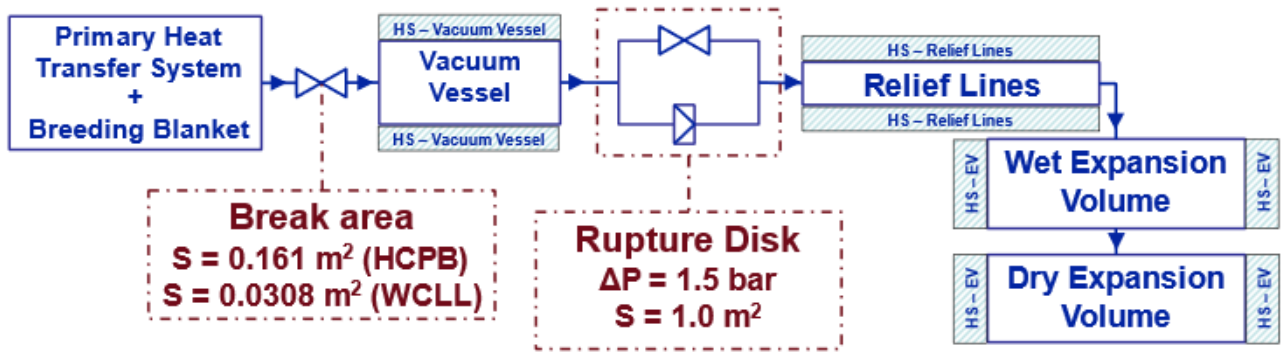 Primary Heat
Transfer System
+
Breeding Blanket
HS – Vacuum Vessel
Vacuum
Vessel
HS – Vacuum Vessel
HS – Relief Lines
Relief Lines
HS – Relief Lines
HS – EV
Wet Expansion
Volume
HS – EV
HS – EV
Dry Expansion
Volume
HS – EV
Break area
S = 0.161 m² (HCPB)
S = 0.0308 m² (WCLL)
Rupture Disk
ΔP = 1.5 bar
S = 1.0 m²